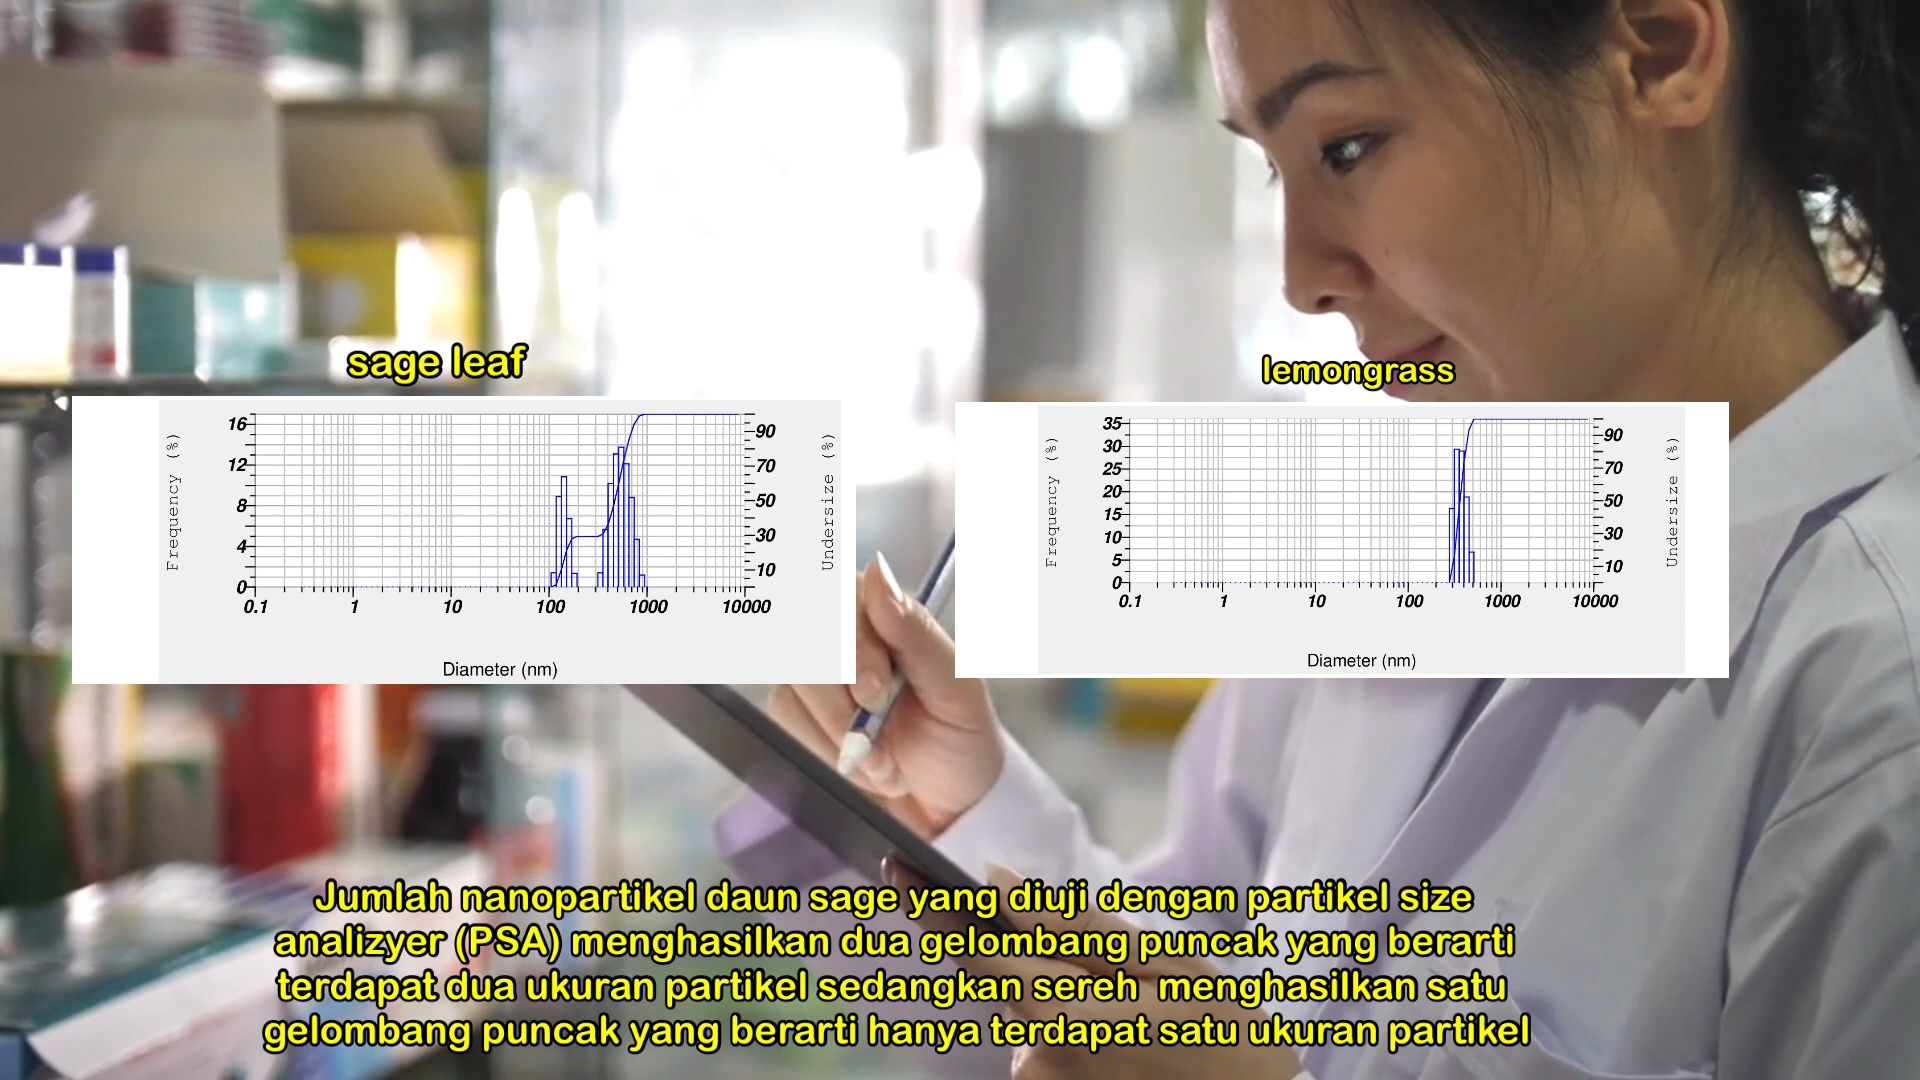 sage leaf
lemongrass
Frequency (%)
16
12
8
4
0
90
70
50
30
10
Undersize (%)
0.1 1 10 100 1000 10000
Diameter (nm)
Frequency (%)
35
30
25
20
15
10
5
0
90
70
50
30
10
Undersize (%)
0.1 1 10 100 1000 10000
Diameter (nm)
Jumlah nanopartikel daun sage yang diuji dengan partikel size
analizyer (PSA) menghasilkan dua gelombang puncak yang berarti
terdapat dua ukuran partikel sedangkan sereh menghasilkan satu
gelombang puncak yang berarti hanya terdapat satu ukuran partikel